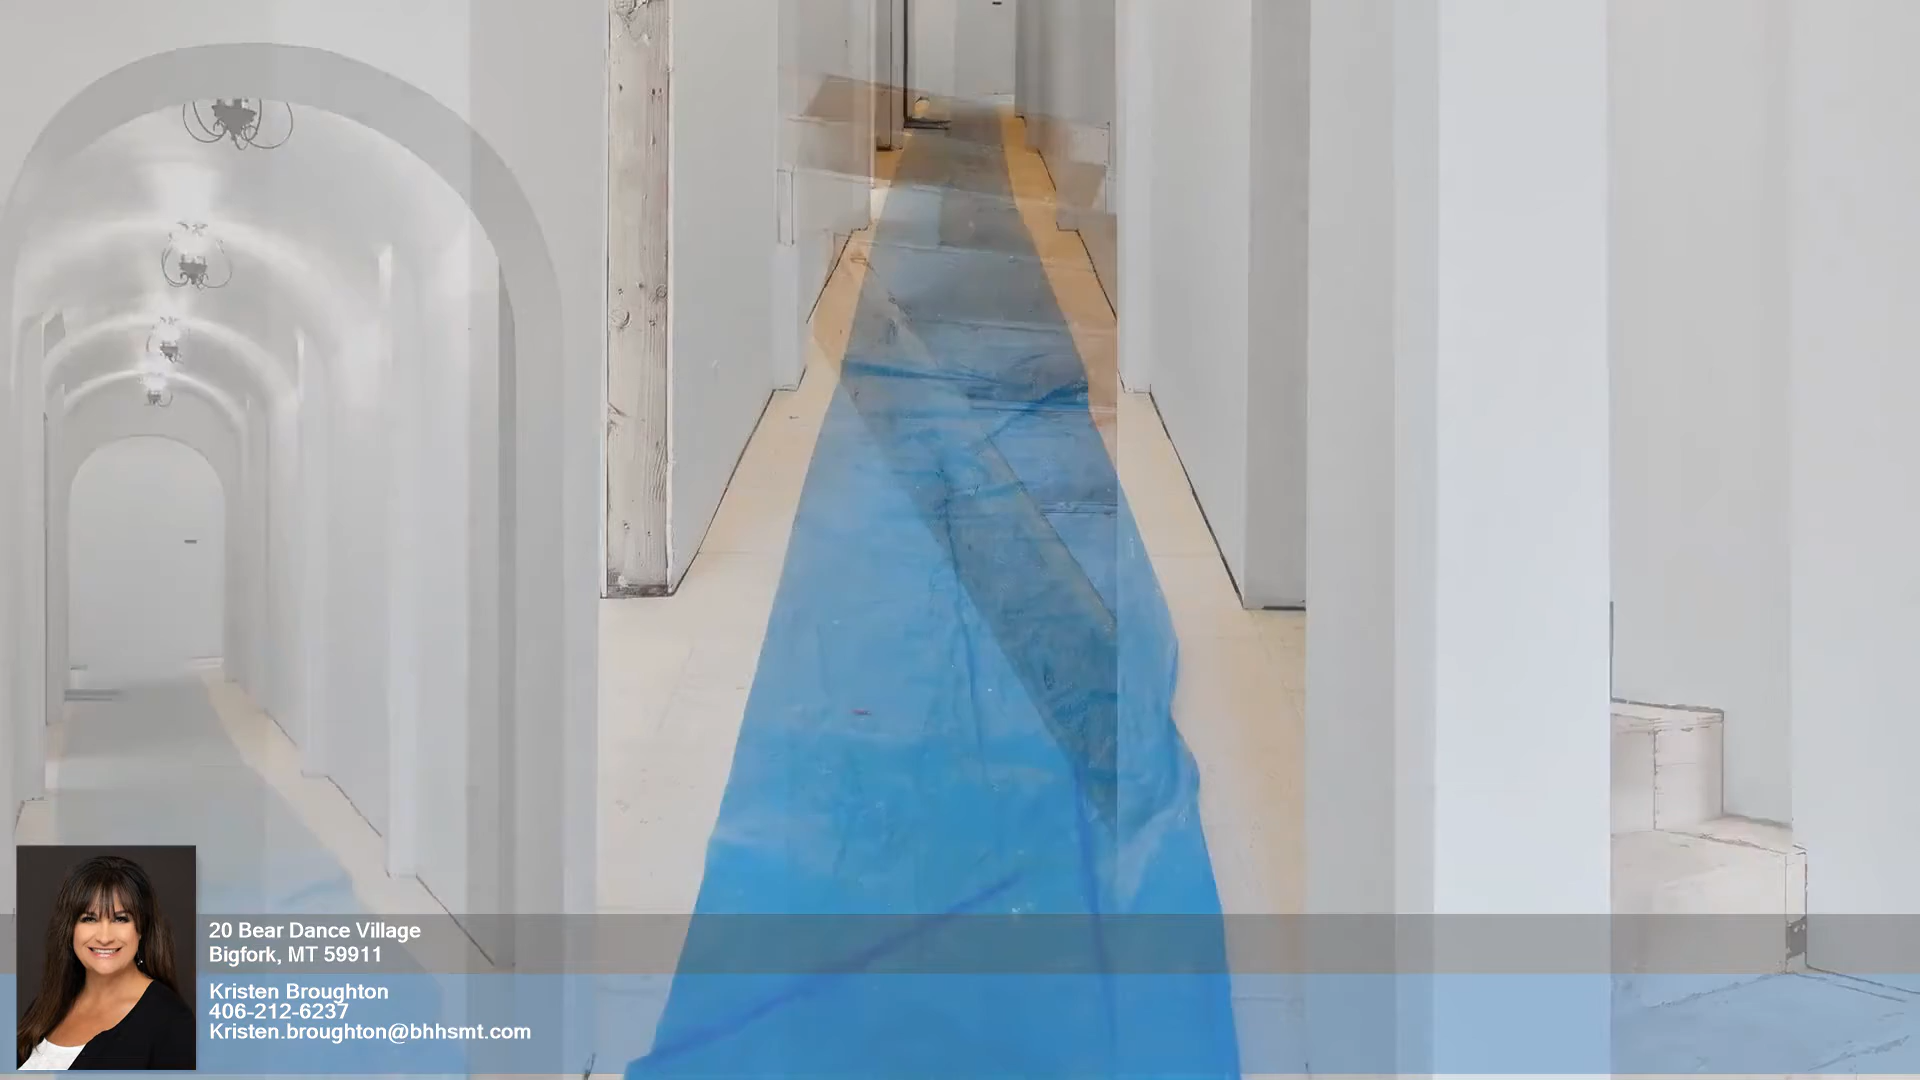 20 Bear Dance Village
Bigfork, MT 59911
Kristen Broughton
406-212-6237
Kristen.broughton@bhhsmt.com